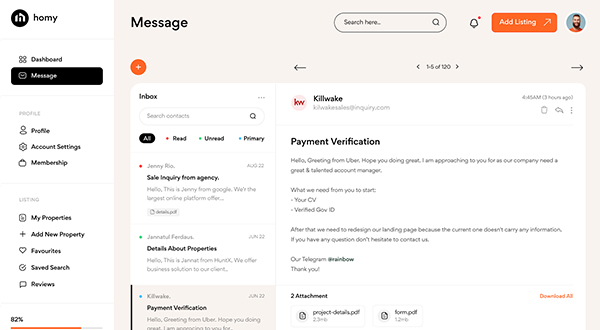 homy
Message
Search here..
Add Listing
Dashboard
Message
1-5 of 120
PROFILE
Profile
Account Settings
Membership
LISTING
My Properties
Add New Property
Favourites
Saved Search
Reviews
82%
Inbox
Search contacts
All
Read
Unread
Primary
Jenny Rio. AUG 22
Sale Inquiry from agency.
Hello, This is Jenny from google. We'r the
largest online platform offer...
details.pdf
Jannatul Ferdaus. JUN 22
Details About Properties
Hello, This is Jannat from HuntX. We offer
business solution to our client..
Killwake. JUN 22
Payment Verification
Hello, Greeting from Uber. Hope you doing
great. I am approcing to you for as
kw
Killwake
kilwakesales@inquiry.com
4:45AM (3 hours ago)
Payment Verification
Hello, Greeting from Uber. Hope you doing great. I am approaching to you for as our company need a
great & talented account manager.
What we need from you to start:
- Your CV
- Verified Gov ID
After that we need to redesign our landing page because the current one doesn't carry any information.
If you have any question don't hesitate to contact us.
Our Telegram @rainbow
Thank you!
2 Attachment
Download All
project-details.pdf
2.3mb
form.pdf
1.2mb